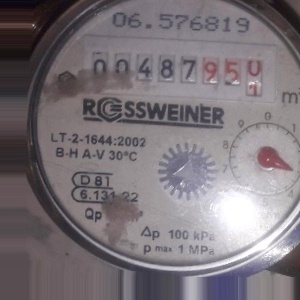 06.576819
00487950
m³
ROSSWEINER
LT-2-1644:2002
B-H A-V 30°C
D 81
6.131
22
Qp
Δp 100 kPa
p max 1 MPa